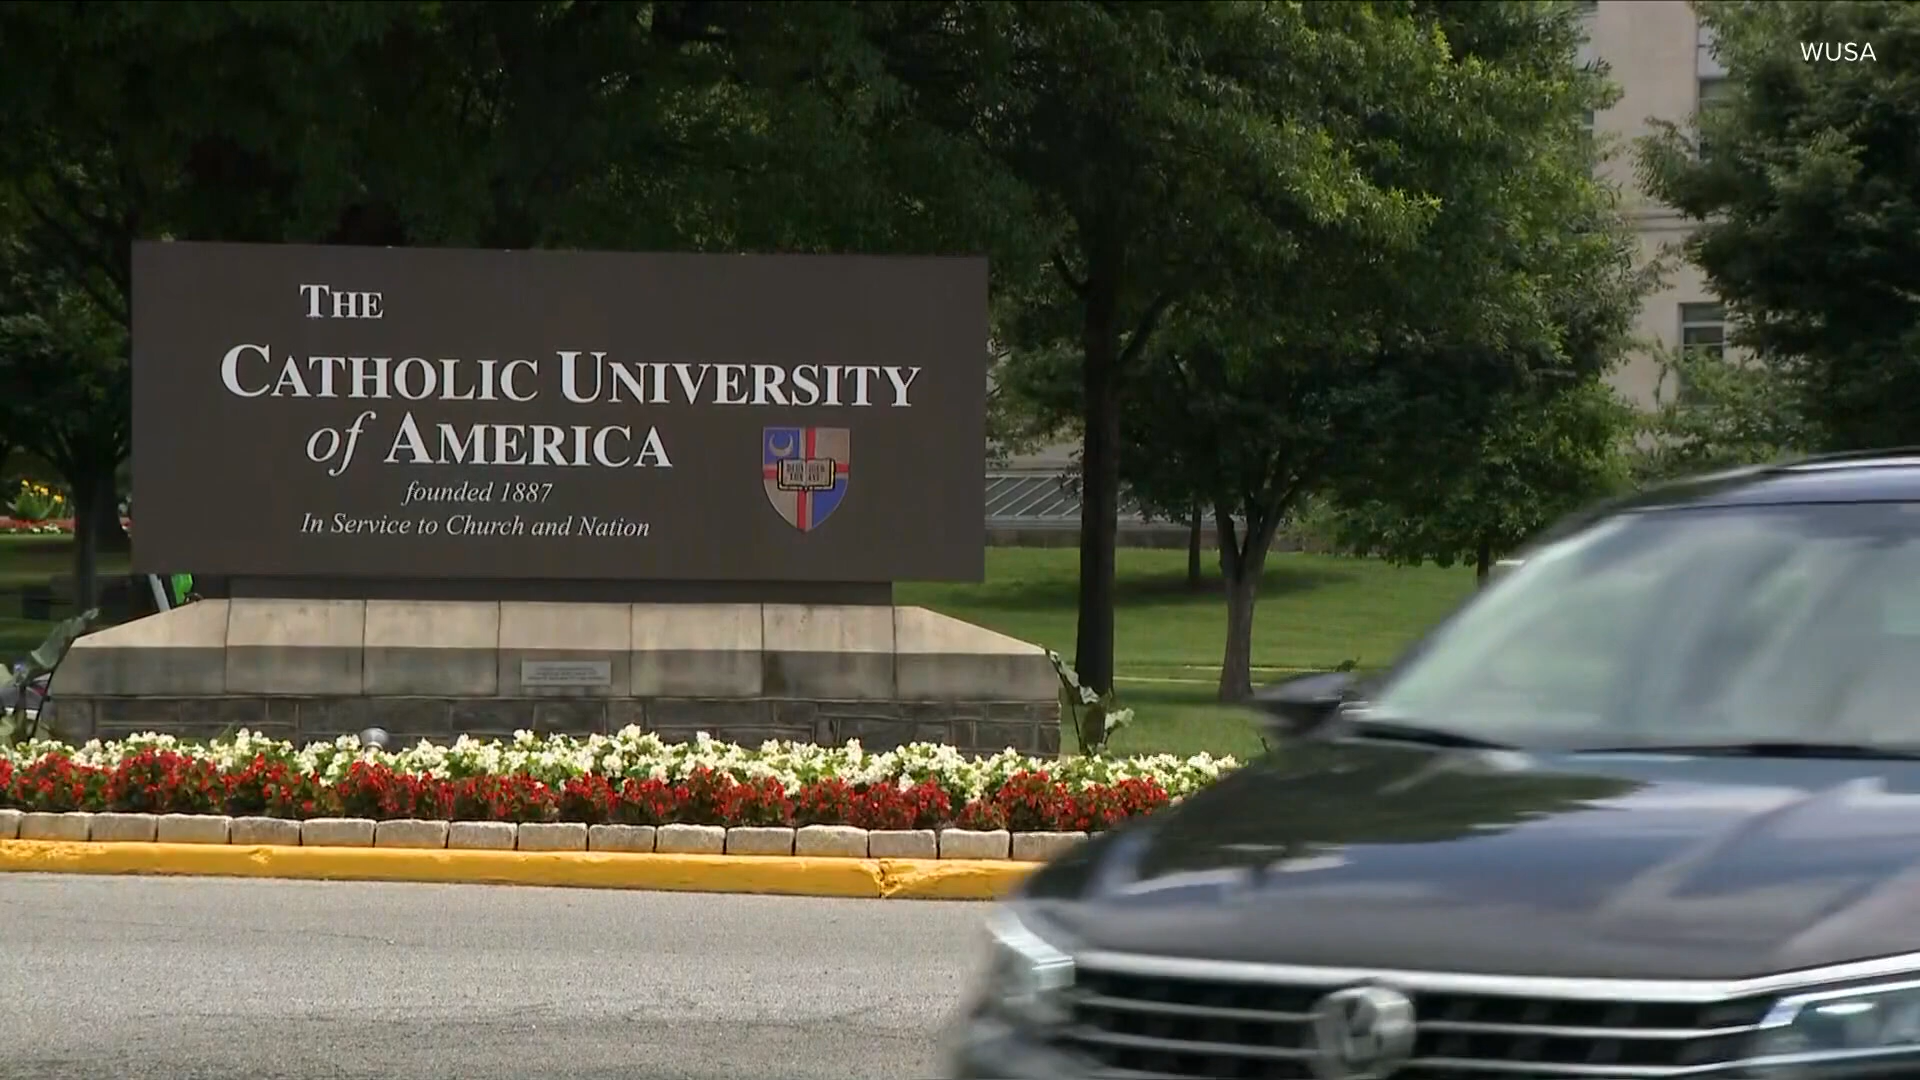 WUSA
THE
CATHOLIC UNIVERSITY
of AMERICA
founded 1887
In Service to Church and Nation